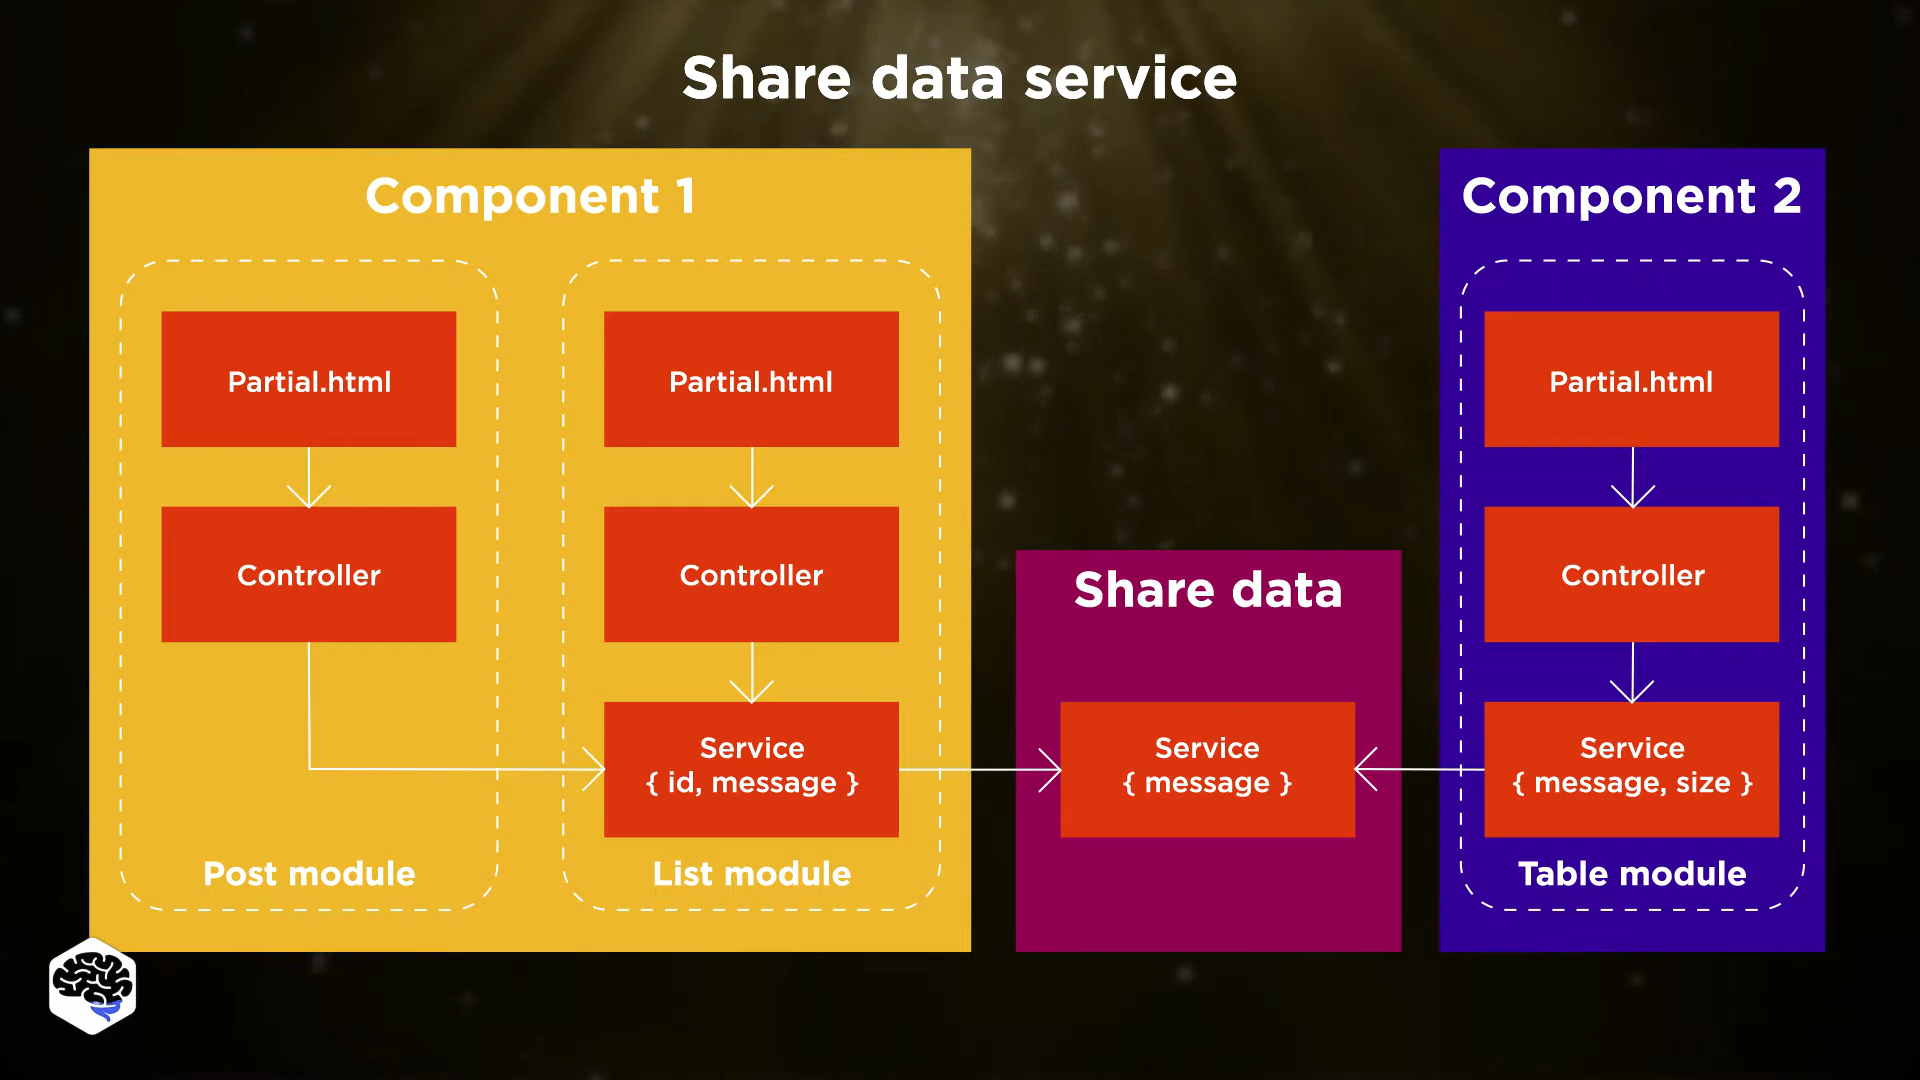 Share data service
Component 1
Partial.html
Controller
Post module
Partial.html
Controller
Service
{ id, message }
List module
Share data
Service
{ message }
Component 2
Partial.html
Controller
Service
{ message, size }
Table module